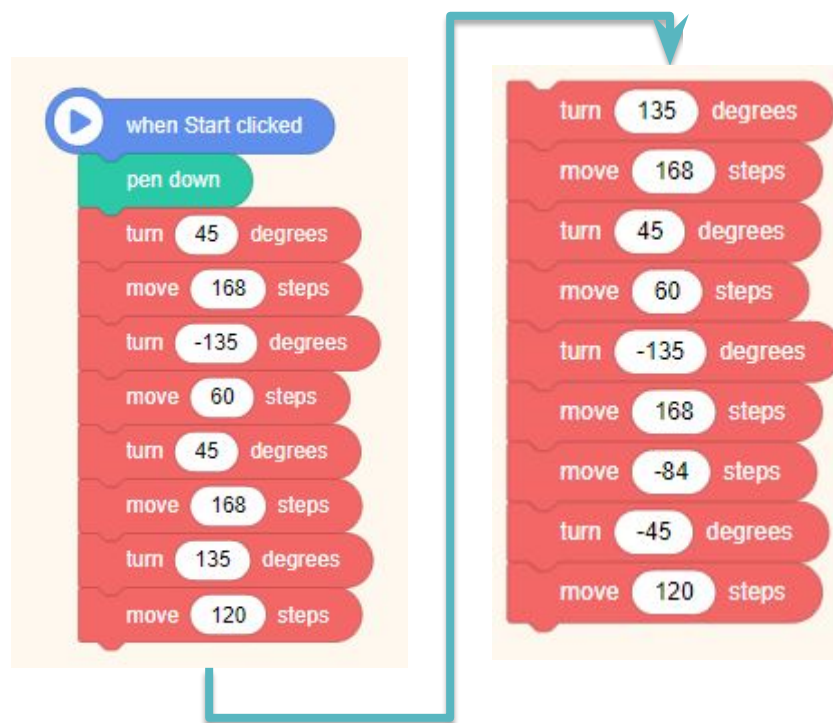 when Start clicked
pen down
turn 45 degrees
move 168 steps
turn -135 degrees
move 60 steps
turn 45 degrees
move 168 steps
turn 135 degrees
move 120 steps
turn 135 degrees
move 168 steps
turn 45 degrees
move 60 steps
turn -135 degrees
move 168 steps
move -84 steps
turn -45 degrees
move 120 steps